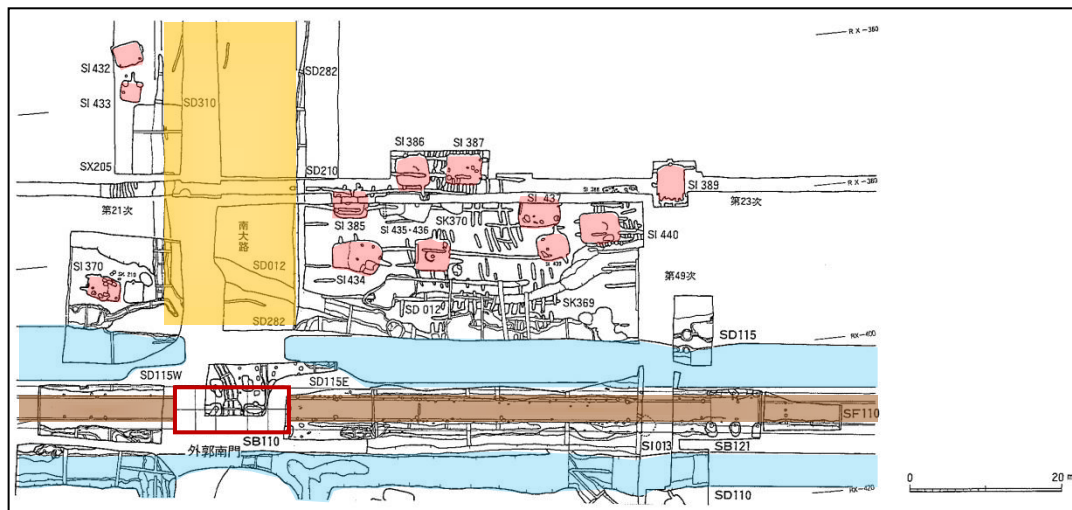 RX-360
SI 432
SD282
SI 433
SD310
SI 386
SI 387
SX205
SD210
SI 389
RX-380
第21次
SI 437
第23次
SI 385
SI 435・436
SK370
SI 440
南大路
SI 370
SK 219
SI 434
SD012
第49次
SD 012
SK369
SD282
SD115
RX-400
SD115W
SD115E
SF110
SB110
外郭南門
SI013
SB121
SD110
RX-420
0
20 m